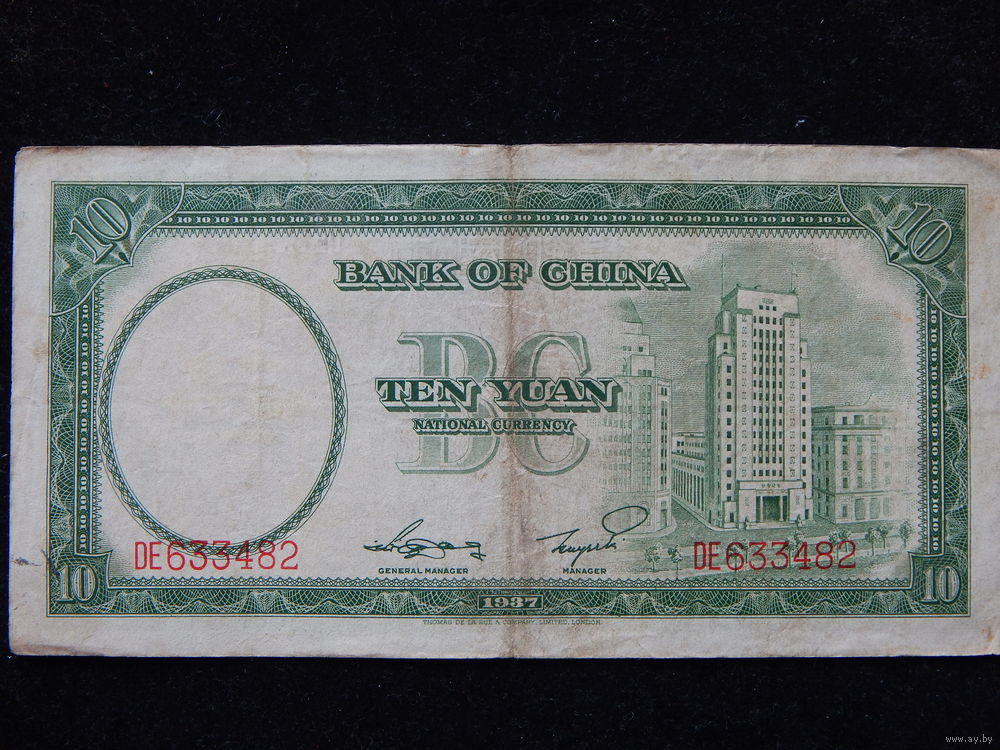 10 10
BANK OF CHINA
BC
TEN YUAN
NATIONAL CURRENCY
DE633482 DE633482
GENERAL MANAGER MANAGER
10 1937 10
THOMAS DE LA RUE & COMPANY, LIMITED, LONDON.
www.ay.by